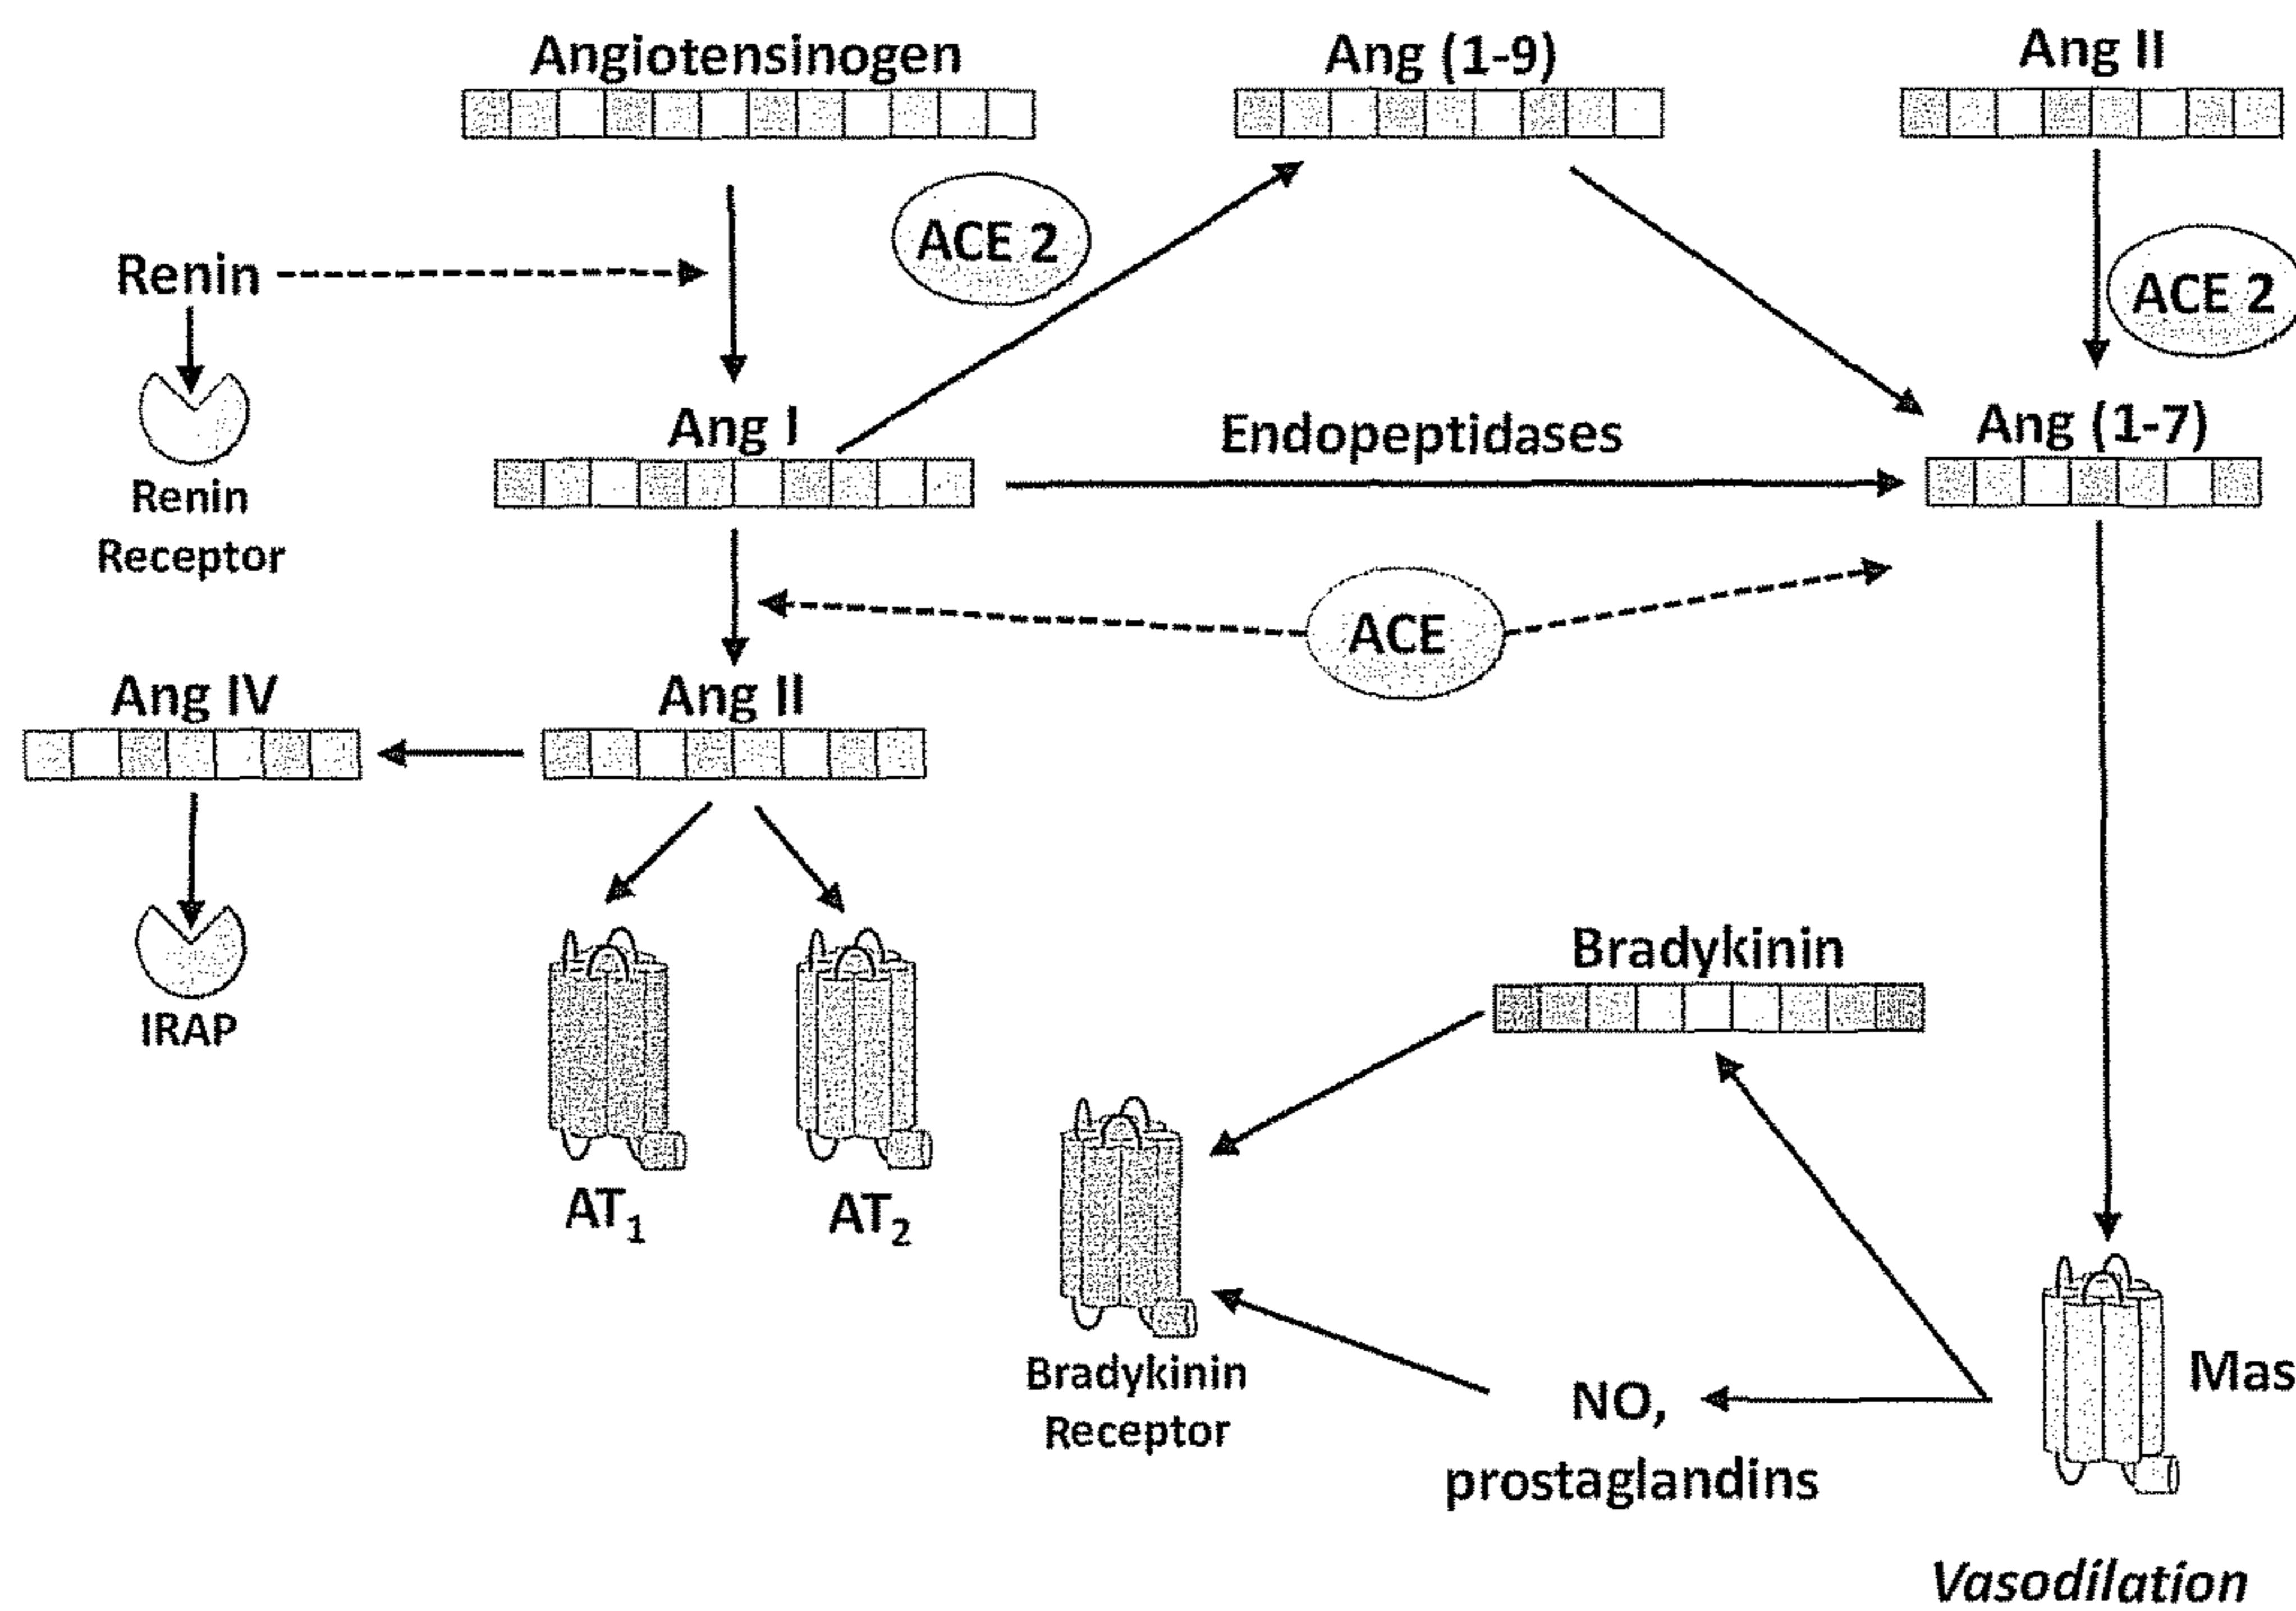 Angiotensinogen
Ang (1-9)
Ang II
ACE 2
Renin
ACE 2
Ang I
Endopeptidases
Ang (1-7)
Renin
Receptor
ACE
Ang IV
Ang II
Bradykinin
IRAP
AT₁
AT₂
Bradykinin
Receptor
NO,
prostaglandins
Mas
Vasodilation